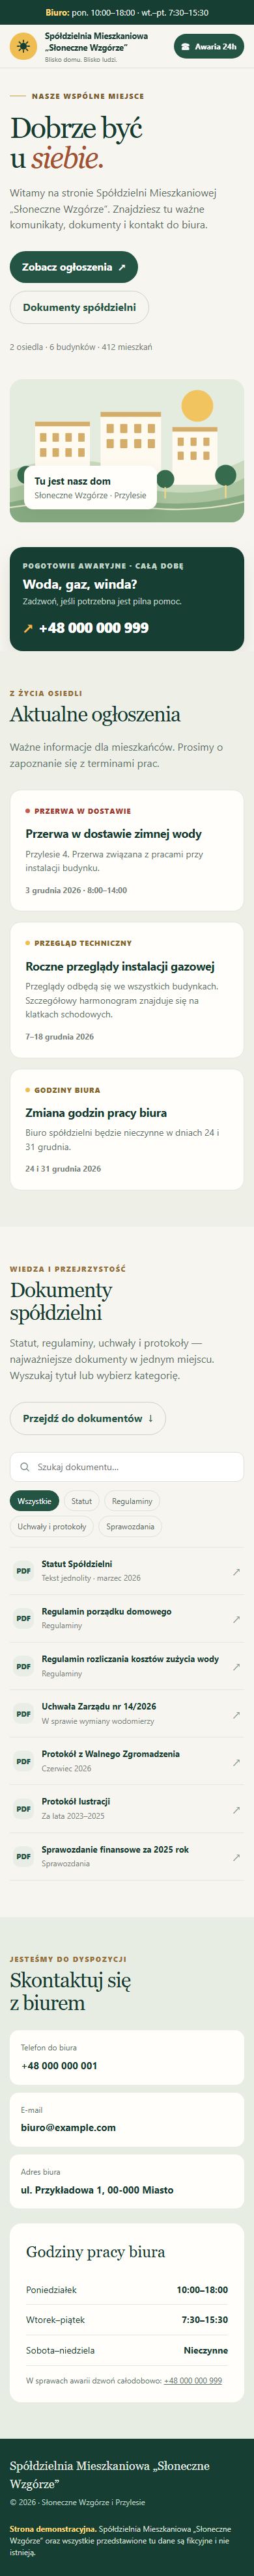 Biuro: pon. 10:00–18:00 · wt.–pt. 7:30–15:30
Spółdzielnia Mieszkaniowa
„Słoneczne Wzgórze”
Blisko domu. Blisko ludzi.
Awaria 24h
NASZE WSPÓLNE MIEJSCE
Dobrze być
u siebie.
Witamy na stronie Spółdzielni Mieszkaniowej
„Słoneczne Wzgórze”. Znajdziesz tu ważne
komunikaty, dokumenty i kontakt do biura.
Zobacz ogłoszenia ↗
Dokumenty spółdzielni
2 osiedla · 6 budynków · 412 mieszkań
Tu jest nasz dom
Słoneczne Wzgórze · Przylesie
POGOTOWIE AWARYJNE · CAŁĄ DOBĘ
Woda, gaz, winda?
Zadzwoń, jeśli potrzebna jest pilna pomoc.
↗ +48 000 000 999
Z ŻYCIA OSIEDLI
Aktualne ogłoszenia
Ważne informacje dla mieszkańców. Prosimy o
zapoznanie się z terminami prac.
PRZERWA W DOSTAWIE
Przerwa w dostawie zimnej wody
Przylesie 4. Przerwa związana z pracami przy
instalacji budynku.
3 grudnia 2026 · 8:00–14:00
PRZEGLĄD TECHNICZNY
Roczne przeglądy instalacji gazowej
Przeglądy odbędą się we wszystkich budynkach.
Szczegółowy harmonogram znajduje się na
klatkach schodowych.
7–18 grudnia 2026
GODZINY BIURA
Zmiana godzin pracy biura
Biuro spółdzielni będzie nieczynne w dniach 24 i
31 grudnia.
24 i 31 grudnia 2026
WIEDZA I PRZEJRZYSTOŚĆ
Dokumenty
spółdzielni
Statut, regulaminy, uchwały i protokoły —
najważniejsze dokumenty w jednym miejscu.
Wyszukaj tytuł lub wybierz kategorię.
Przejdź do dokumentów ↓
Szukaj dokumentu...
Wszystkie Statut Regulaminy
Uchwały i protokoły Sprawozdania
PDF Statut Spółdzielni ↗
Tekst jednolity · marzec 2026
PDF Regulamin porządku domowego ↗
Regulaminy
PDF Regulamin rozliczania kosztów zużycia wody ↗
Regulaminy
PDF Uchwała Zarządu nr 14/2026 ↗
W sprawie wymiany wodomierzy
PDF Protokół z Walnego Zgromadzenia ↗
Czerwiec 2026
PDF Protokół lustracji ↗
Za lata 2023–2025
PDF Sprawozdanie finansowe za 2025 rok ↗
Sprawozdania
JESTEŚMY DO DYSPOZYCJI
Skontaktuj się
z biurem
Telefon do biura
+48 000 000 001
E-mail
biuro@example.com
Adres biura
ul. Przykładowa 1, 00-000 Miasto
Godziny pracy biura
Poniedziałek 10:00–18:00
Wtorek–piątek 7:30–15:30
Sobota–niedziela Nieczynne
W sprawach awarii dzwoń całodobowo: +48 000 000 999
Spółdzielnia Mieszkaniowa „Słoneczne
Wzgórze”
© 2026 · Słoneczne Wzgórze i Przylesie
Strona demonstracyjna. Spółdzielnia Mieszkaniowa „Słoneczne
Wzgórze” oraz wszystkie przedstawione tu dane są fikcyjne i nie
istnieją.